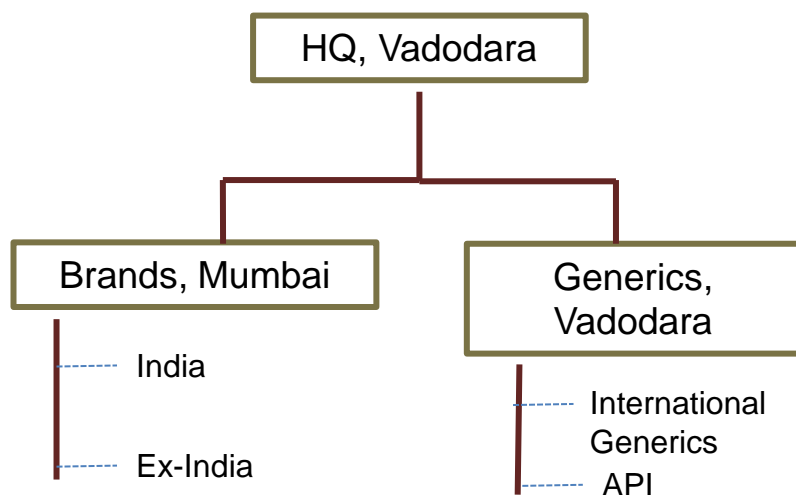 HQ, Vadodara
Brands, Mumbai
India
Ex-India
Generics,
Vadodara
International
Generics
API